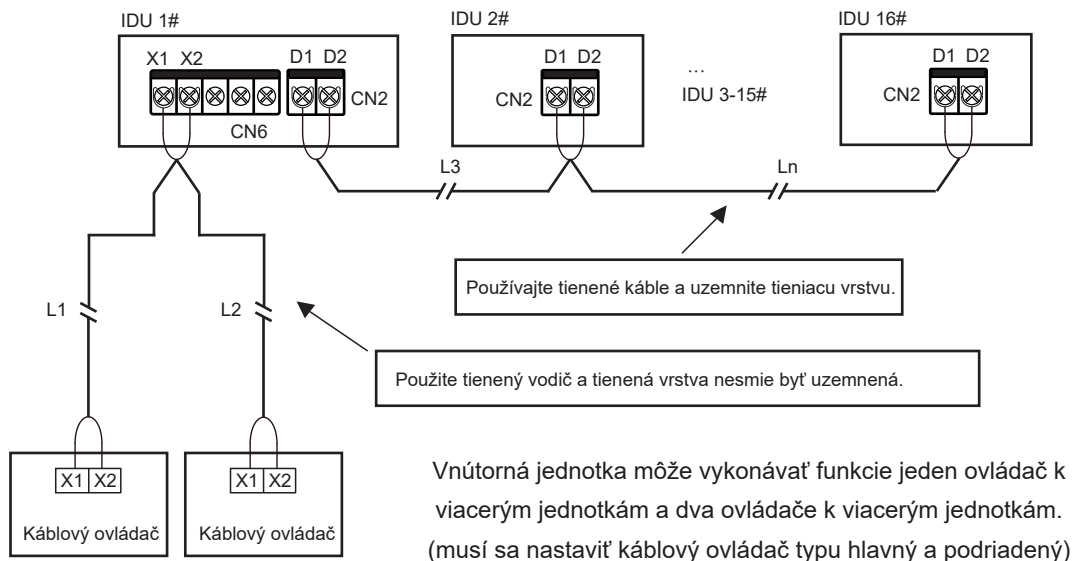 IDU 1#
IDU 2#
IDU 16#
X1 X2
D1 D2
CN2
CN6
D1 D2
CN2
...
IDU 3-15#
D1 D2
CN2
L3
Ln
Používajte tienené káble a uzemnite tieniacu vrstvu.
L1
L2
Použite tienený vodič a tienená vrstva nesmie byť uzemnená.
X1 X2
Káblový ovládač
X1 X2
Káblový ovládač
Vnútorná jednotka môže vykonávať funkcie jeden ovládač k
viacerým jednotkám a dva ovládače k viacerým jednotkám.
(musí sa nastaviť káblový ovládač typu hlavný a podriadený)